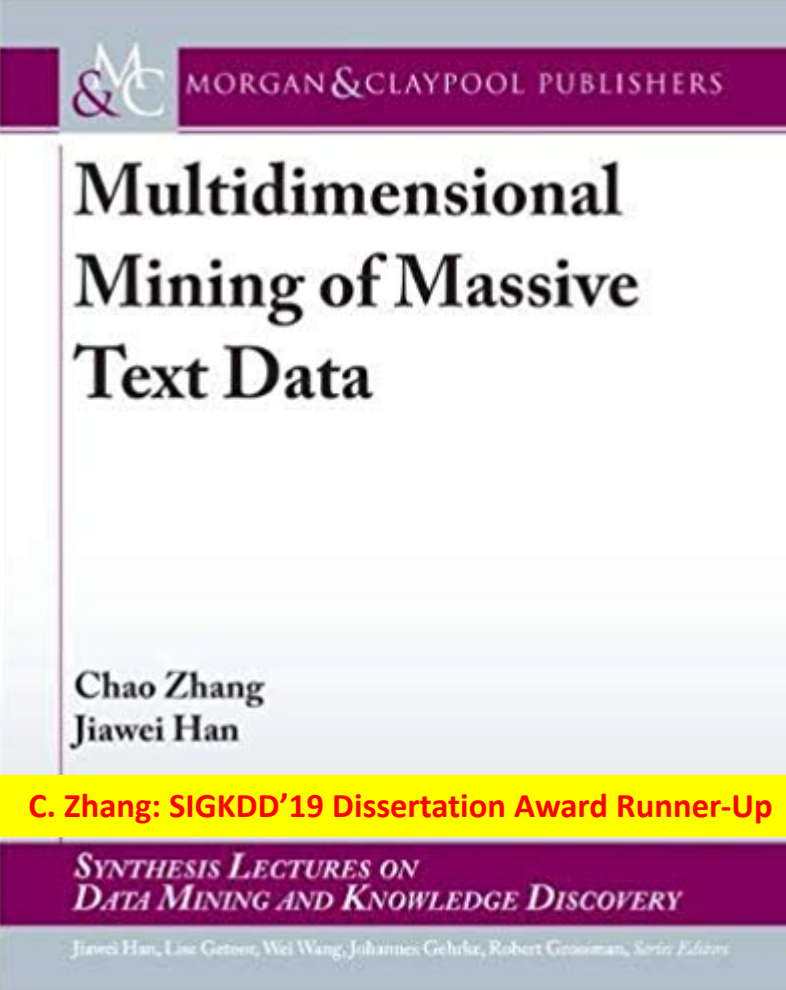 M&C MORGAN&CLAYPOOL PUBLISHERS
Multidimensional
Mining of Massive
Text Data
Chao Zhang
Jiawei Han
C. Zhang: SIGKDD'19 Dissertation Award Runner-Up
SYNTHESIS LECTURES ON
DATA MINING AND KNOWLEDGE DISCOVERY
Jiawei Han, Lise Getoor, Wei Wang, Johannes Gehrke, Robert Grossman, Series Editors